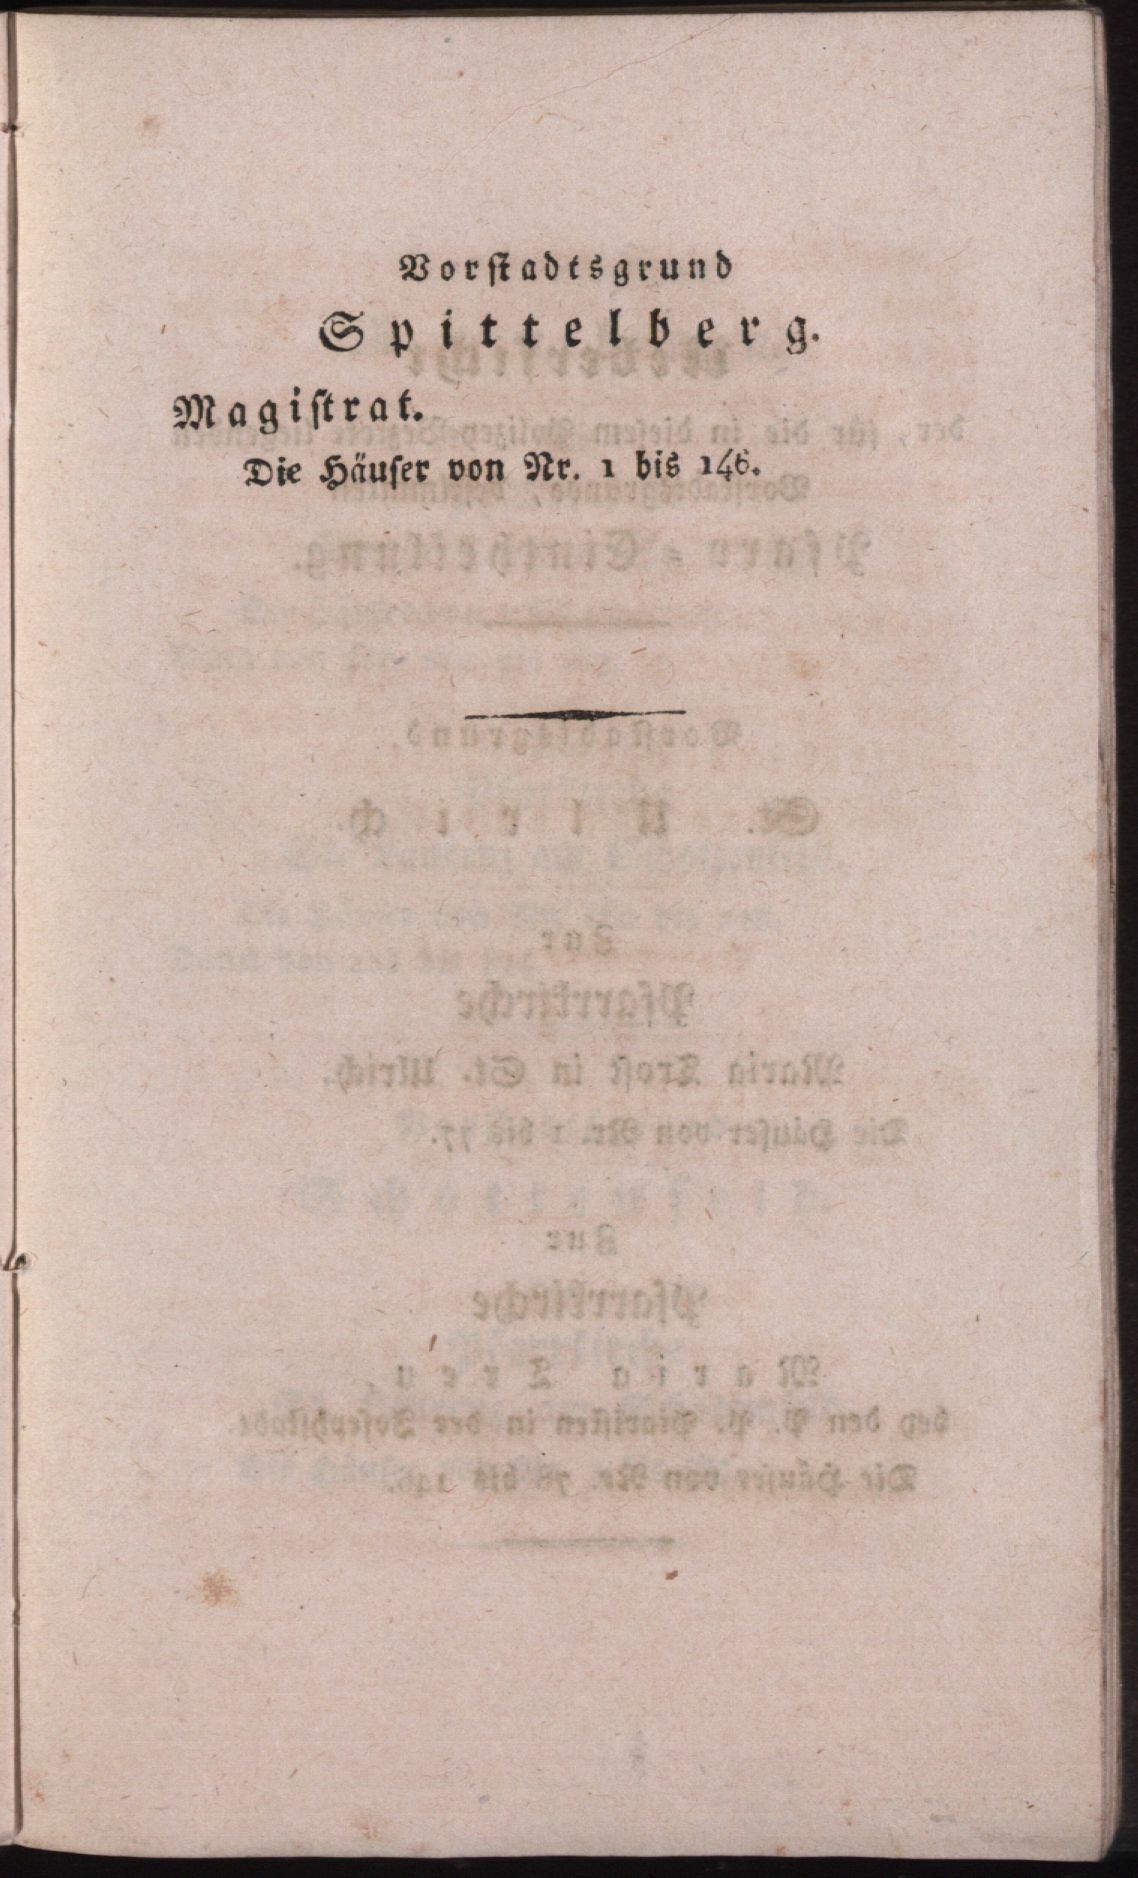 Vorſtadtsgrund
Spittelberg.
Magiſtrat.
Die Häuſer von Nr. 1 bis 146.